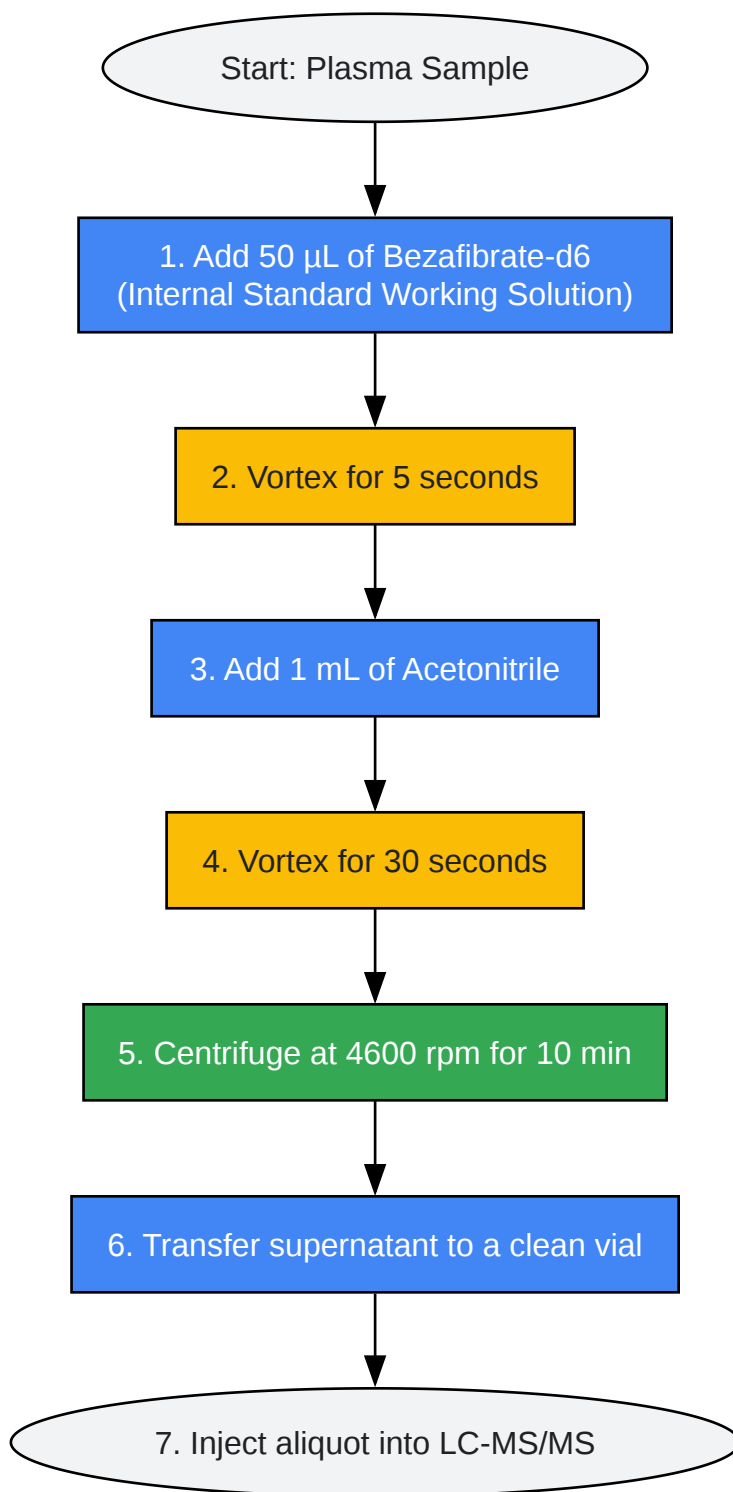 Start: Plasma Sample
1. Add 50 µL of Bezafibrate-d6
(Internal Standard Working Solution)
2. Vortex for 5 seconds
3. Add 1 mL of Acetonitrile
4. Vortex for 30 seconds
5. Centrifuge at 4600 rpm for 10 min
6. Transfer supernatant to a clean vial
7. Inject aliquot into LC-MS/MS